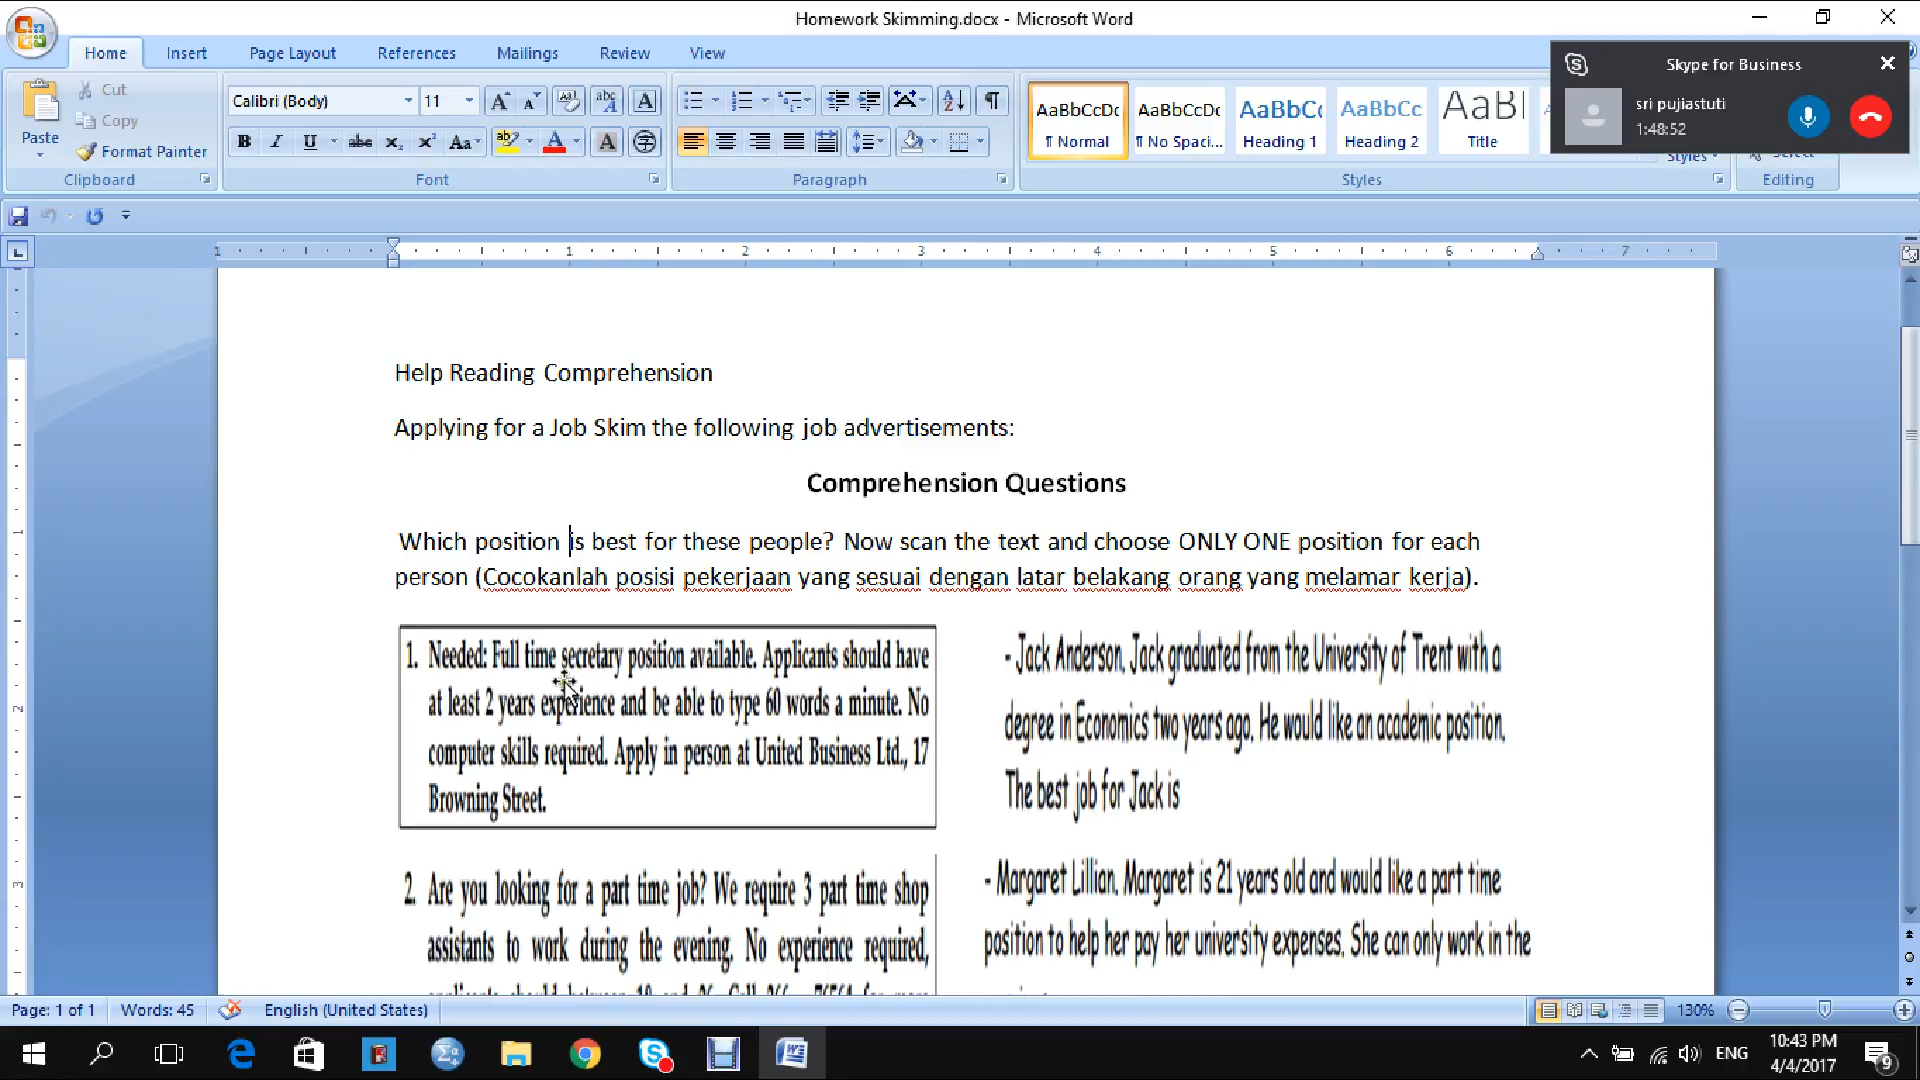 Homework Skimming.docx - Microsoft Word
Home Insert Page Layout References Mailings Review View
Skype for Business
sri pujiastuti
1:48:52
Paste
Cut
Copy
Format Painter
Clipboard
Calibri (Body) 11
Font
Paragraph
AaBbCcDc AaBbCcDc AaBbCc AaBbCc AaB
¶ Normal ¶ No Spaci... Heading 1 Heading 2 Title
Styles
Styles
Select
Editing
1 1 2 3 4 5 6 7
Help Reading Comprehension
Applying for a Job Skim the following job advertisements:
Comprehension Questions
Which position is best for these people? Now scan the text and choose ONLY ONE position for each
person (Cocokanlah posisi pekerjaan yang sesuai dengan latar belakang orang yang melamar kerja).
1. Needed: Full time secretary position available. Applicants should have
at least 2 years experience and be able to type 60 words a minute. No
computer skills required. Apply in person at United Business Ltd., 17
Browning Street.
- Jack Anderson. Jack graduated from the University of Trent with a
degree in Economics two years ago. He would like an academic position.
The best job for Jack is
2. Are you looking for a part time job? We require 3 part time shop
assistants to work during the evening. No experience required,
- Margaret Lillian. Margaret is 21 years old and would like a part time
position to help her pay her university expenses. She can only work in the
Page: 1 of 1 Words: 45 English (United States) 130%
ENG
10:43 PM
4/4/2017
9